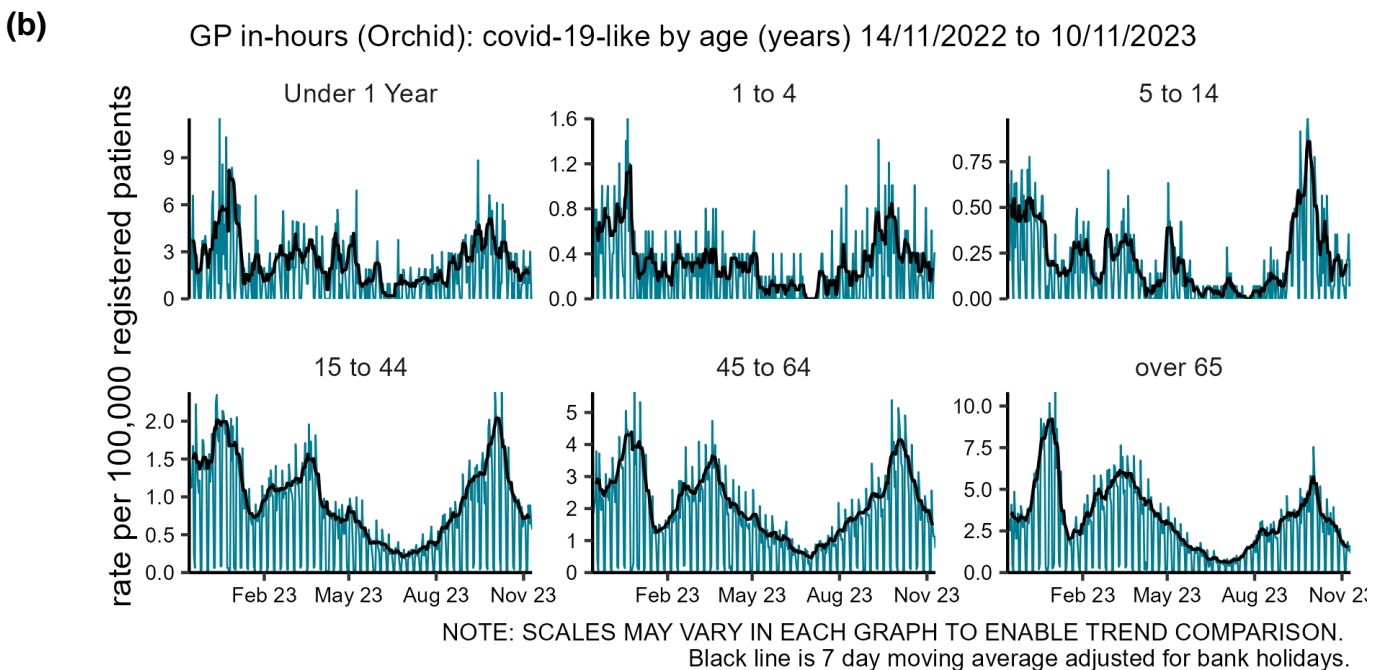 (b)
GP in-hours (Orchid): covid-19-like by age (years) 14/11/2022 to 10/11/2023
rate per 100,000 registered patients
Under 1 Year
9
6
3
0
1 to 4
1.6
1.2
0.8
0.4
0.0
5 to 14
0.75
0.50
0.25
0.00
15 to 44
2.0
1.5
1.0
0.5
0.0
Feb 23 May 23 Aug 23 Nov 23
45 to 64
5
4
3
2
1
0
Feb 23 May 23 Aug 23 Nov 23
over 65
10.0
7.5
5.0
2.5
0.0
Feb 23 May 23 Aug 23 Nov 2
NOTE: SCALES MAY VARY IN EACH GRAPH TO ENABLE TREND COMPARISON.
Black line is 7 day moving average adjusted for bank holidays.